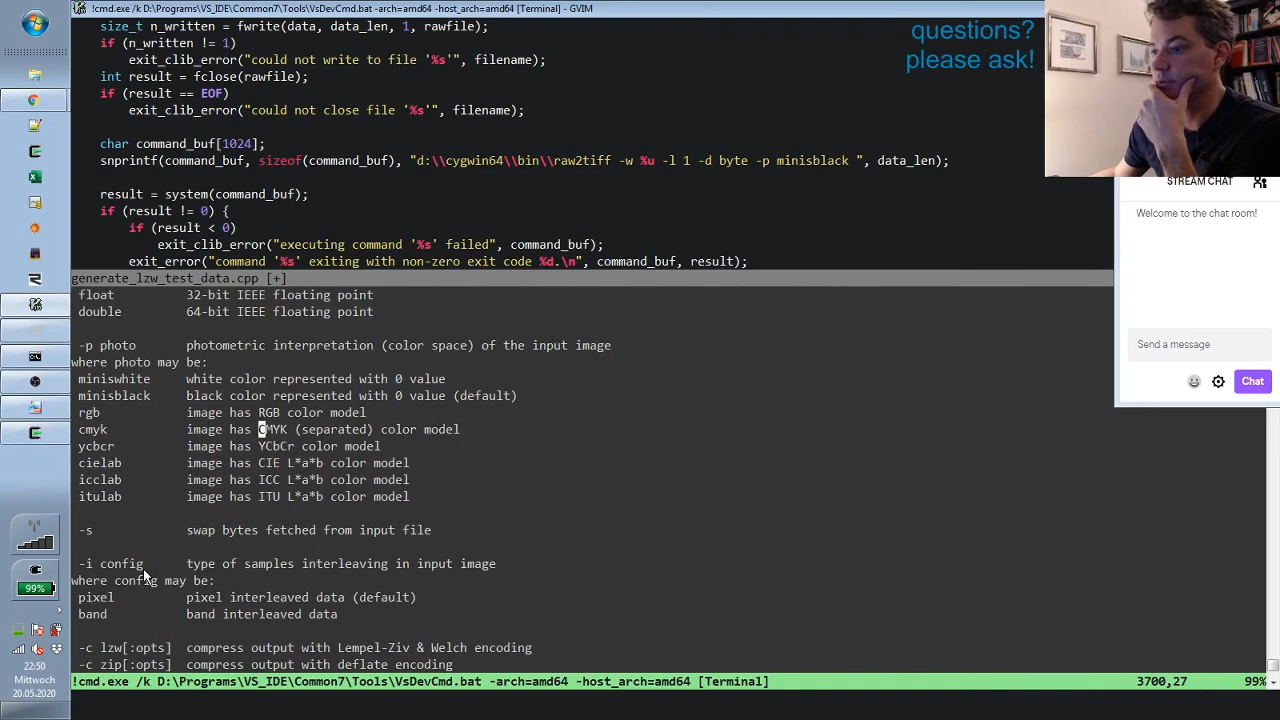 !cmd.exe /k D:\Programs\VS_IDE\Common7\Tools\VsDevCmd.bat -arch=amd64 -host_arch=amd64 [Terminal] - GVIM
size_t n_written = fwrite(data, data_len, 1, rawfile);
if (n_written != 1)
exit_clib_error("could not write to file '%s'", filename);
int result = fclose(rawfile);
if (result == EOF)
exit_clib_error("could not close file '%s'", filename);
char command_buf[1024];
snprintf(command_buf, sizeof(command_buf), "d:\\cygwin64\\bin\\raw2tiff -w %u -l 1 -d byte -p minisblack ", data_len);
result = system(command_buf);
if (result != 0) {
if (result < 0)
exit_clib_error("executing command '%s' failed", command_buf);
exit_error("command '%s' exiting with non-zero exit code %d.\n", command_buf, result);
generate_lzw_test_data.cpp [+]
float 32-bit IEEE floating point
double 64-bit IEEE floating point
-p photo photometric interpretation (color space) of the input image
where photo may be:
miniswhite white color represented with 0 value
minisblack black color represented with 0 value (default)
rgb image has RGB color model
cmyk image has CMYK (separated) color model
ycbcr image has YCbCr color model
cielab image has CIE L*a*b color model
icclab image has ICC L*a*b color model
itulab image has ITU L*a*b color model
-s swap bytes fetched from input file
-i config type of samples interleaving in input image
where config may be:
pixel pixel interleaved data (default)
band band interleaved data
-c lzw[:opts] compress output with Lempel-Ziv & Welch encoding
-c zip[:opts] compress output with deflate encoding
!cmd.exe /k D:\Programs\VS_IDE\Common7\Tools\VsDevCmd.bat -arch=amd64 -host_arch=amd64 [Terminal] 3700,27 99%
questions?
please ask!
STREAM CHAT
Welcome to the chat room!
Send a message
Chat
99%
22:50
Mittwoch
20.05.2020